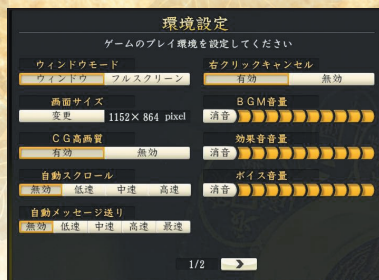 環境設定
ゲームのプレイ環境を設定してください
ウィンドウモード
ウィンドウ フルスクリーン
画面サイズ
変更 1152× 864 pixel
CG高画質
有効 無効
自動スクロール
無効 低速 中速 高速
自動メッセージ送り
無効 低速 中速 高速 最速
右クリックキャンセル
有効 無効
BGM音量
消音
効果音音量
消音
ボイス音量
消音
1/2 >